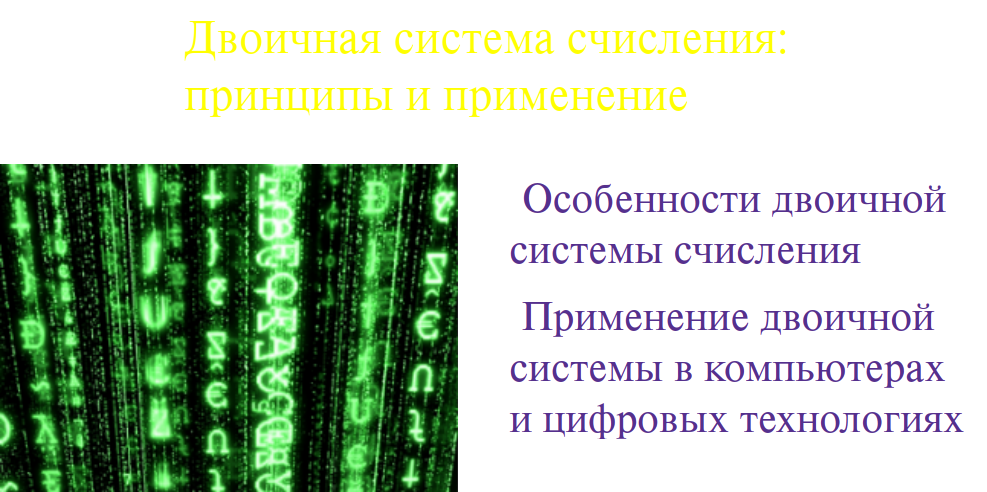 Двоичная система счисления:
принципы и применение
Особенности двоичной
системы счисления
Применение двоичной
системы в компьютерах
и цифровых технологиях